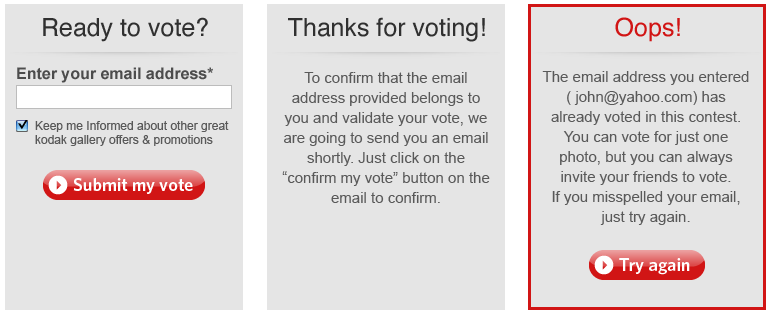 Ready to vote?
Enter your email address*
Keep me Informed about other great
kodak gallery offers & promotions
Submit my vote
Thanks for voting!
To confirm that the email
address provided belongs to
you and validate your vote, we
are going to send you an email
shortly. Just click on the
“confirm my vote” button on the
email to confirm.
Oops!
The email address you entered
( john@yahoo.com) has
already voted in this contest.
You can vote for just one
photo, but you can always
invite your friends to vote.
If you misspelled your email,
just try again.
Try again